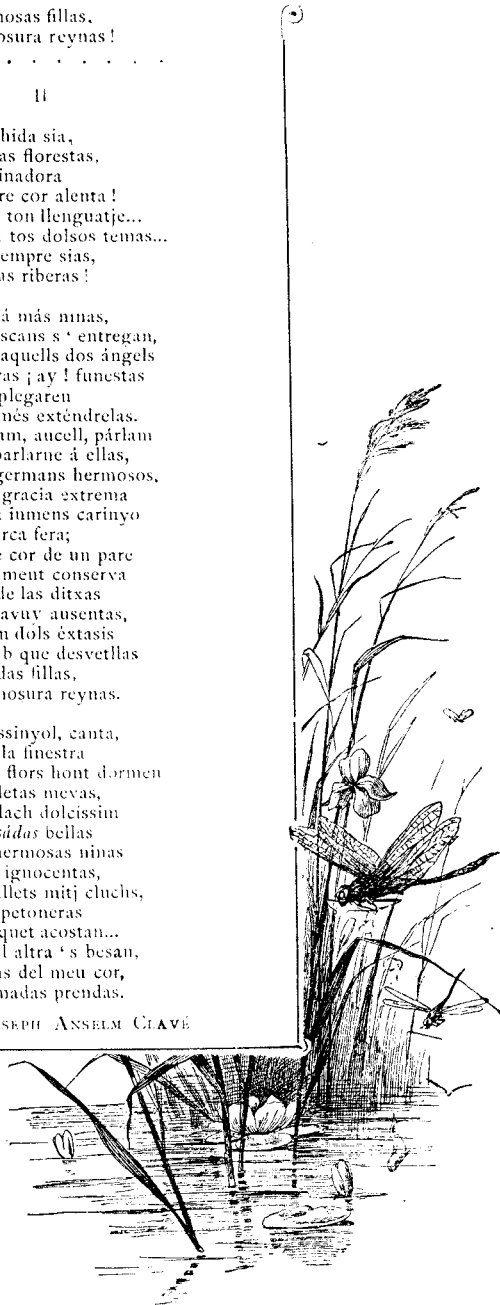 mosas fillas,
osura reynas!
. . . . . . .
II
hida sia,
as florestas,
inadora
re cor alenta!
ton llenguatje...
tos dolsos temas...
empre sias,
as riberas!
á más ninas,
scans s' entregan,
aquells dos ángels
ras ¡ay! funestas
plegaren
nés exténdrelas.
am, aucell, párlam
parlarne á ellas,
germans hermosos,
gracia extrema
inmens carinyo
rca fera;
e cor de un pare
ment conserva
de las ditxas
avuy ausentas,
n dóls éxtasis
b que desvetllas
das fillas,
mosura reynas.
ssinyol, canta,
la finestra
flors hont dormen
letas mevas,
lach dolcissim
sádas bellas
hermosas ninas
ignocentas,
llets mitj cluchs,
petoneras
quet acostan...
l altra 's besan,
as del meu cor,
madas prendas.
OSEPH ANSELM CLAVÉ